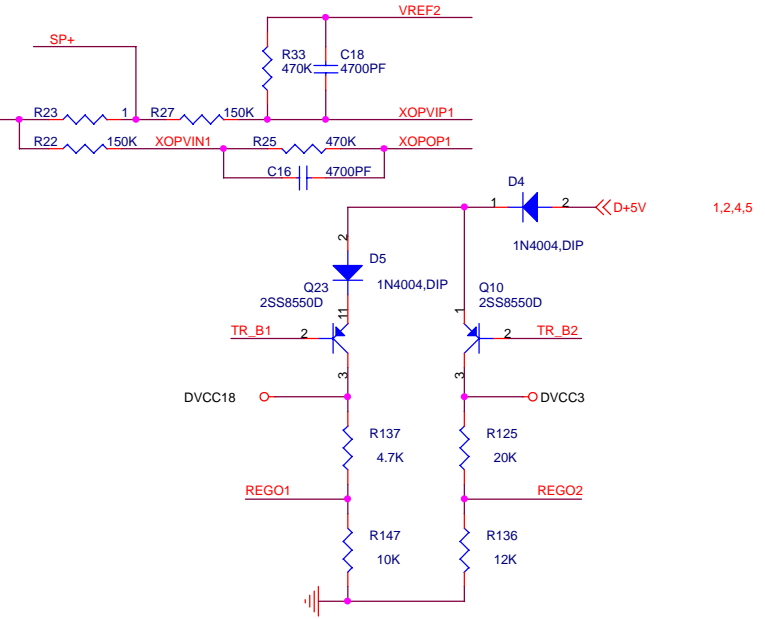 VREF2
SP+
R33
470K
C18
4700PF
R23 1 R27 150K XOPVIP1
R22 150K XOPVIN1 R25 470K XOPOP1
C16 4700PF
D4
1 2 D+5V 1,2,4,5
1N4004,DIP
2
D5
1N4004,DIP
Q23
2SS8550D
Q10
2SS8550D
11
1
TR_B1 2
2 TR_B2
3
3
DVCC18
DVCC3
R137
4.7K
R125
20K
REGO1
REGO2
R147
10K
R136
12K